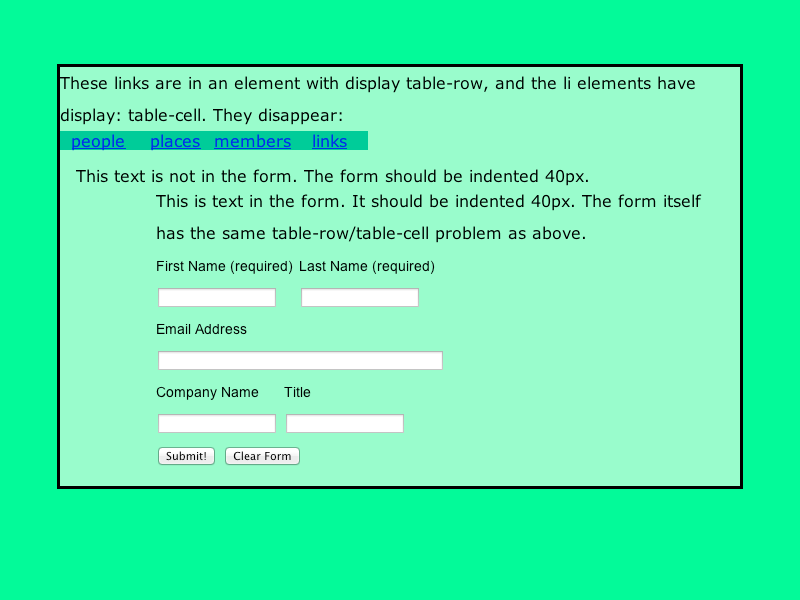 These links are in an element with display table-row, and the li elements have
display: table-cell. They disappear:
people places members links
This text is not in the form. The form should be indented 40px.
This is text in the form. It should be indented 40px. The form itself
has the same table-row/table-cell problem as above.
First Name (required) Last Name (required)
Email Address
Company Name Title
Submit! Clear Form